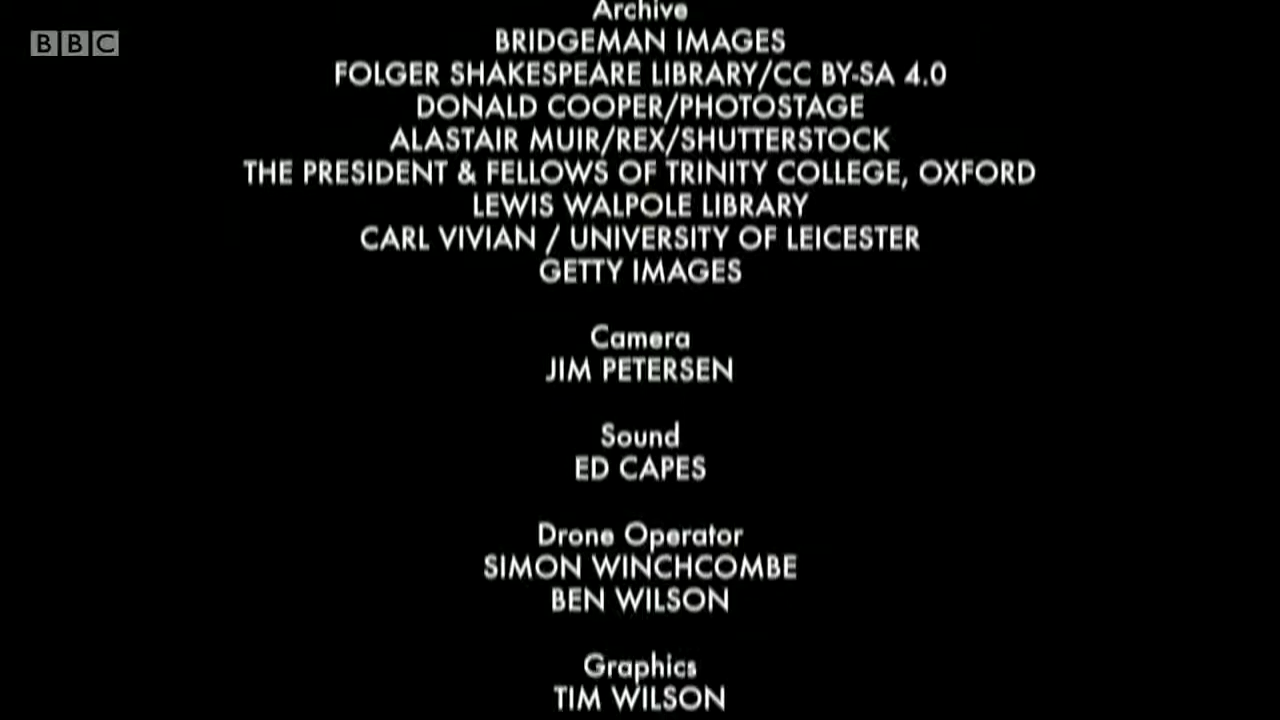 BBC
Archive
BRIDGEMAN IMAGES
FOLGER SHAKESPEARE LIBRARY/CC BY-SA 4.0
DONALD COOPER/PHOTOSTAGE
ALASTAIR MUIR/REX/SHUTTERSTOCK
THE PRESIDENT & FELLOWS OF TRINITY COLLEGE, OXFORD
LEWIS WALPOLE LIBRARY
CARL VIVIAN / UNIVERSITY OF LEICESTER
GETTY IMAGES
Camera
JIM PETERSEN
Sound
ED CAPES
Drone Operator
SIMON WINCHCOMBE
BEN WILSON
Graphics
TIM WILSON